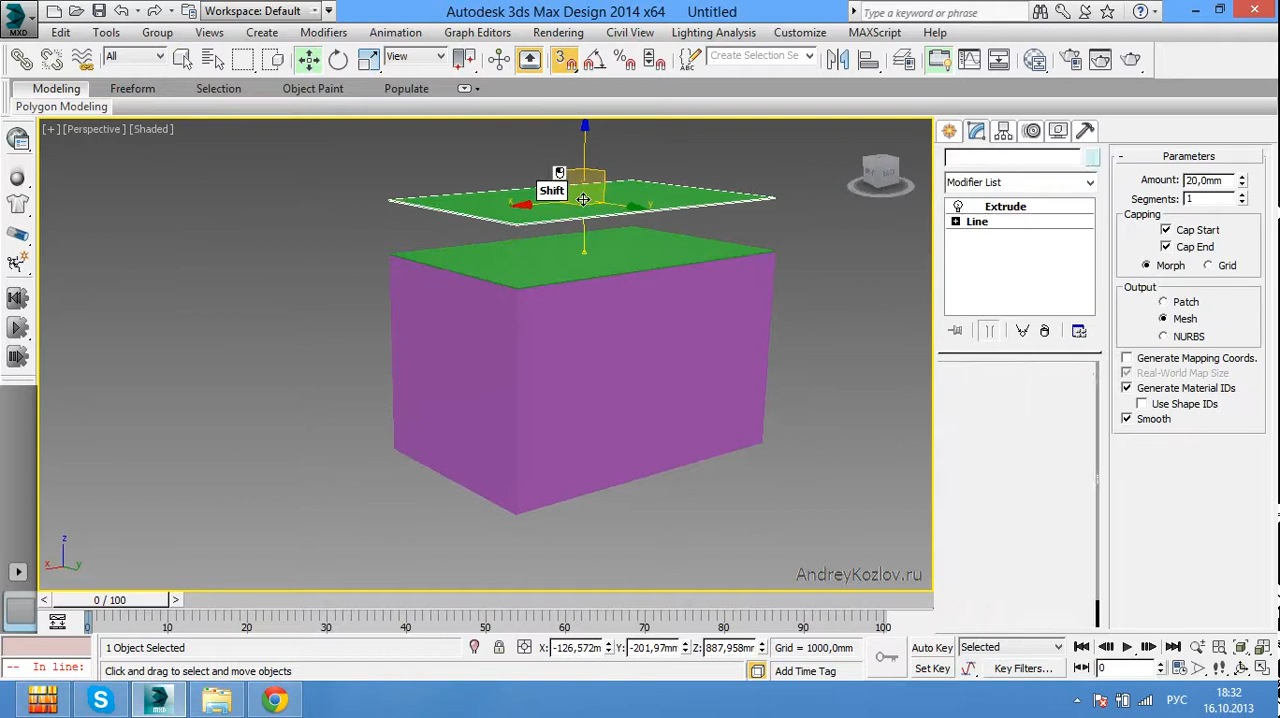 Workspace: Default
Autodesk 3ds Max Design 2014 x64
Untitled
Type a keyword or phrase
MXD
Edit
Tools
Group
Views
Create
Modifiers
Animation
Graph Editors
Rendering
Civil View
Lighting Analysis
Customize
MAXScript
Help
All
View
3
Create Selection Se
Modeling
Freeform
Selection
Object Paint
Populate
Polygon Modeling
[+] [Perspective] [Shaded]
Shift
x
y
Modifier List
Extrude
Line
Parameters
Amount: 20,0mm
Segments: 1
Capping
Cap Start
Cap End
Morph
Grid
Output
Patch
Mesh
NURBS
Generate Mapping Coords.
Real-World Map Size
Generate Material IDs
Use Shape IDs
Smooth
z
x
y
AndreyKozlov.ru
< 0 / 100 >
0 10 20 30 40 50 60 70 80 90 100
1 Object Selected
X: -126,572m
Y: -201,97mm
Z: 887,958mm
Grid = 1000,0mm
Auto Key
Selected
-- In line:
Click and drag to select and move objects
Add Time Tag
Set Key
Key Filters...
0
MXD
РУС
18:32
16.10.2013